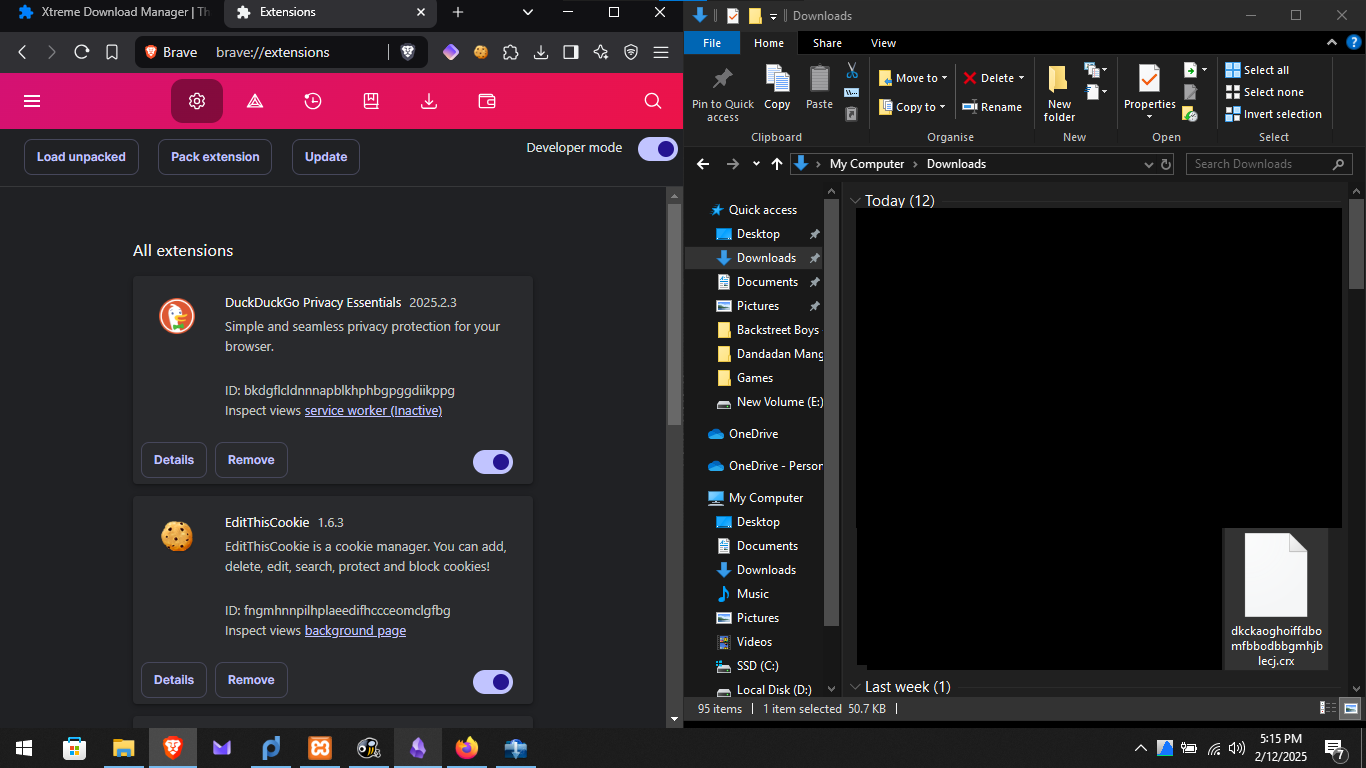 Xtreme Download Manager | Th
Extensions
Brave
brave://extensions
Load unpacked
Pack extension
Update
Developer mode
All extensions
DuckDuckGo Privacy Essentials 2025.2.3
Simple and seamless privacy protection for your
browser.
ID: bkdgflcldnnnapblkhphbgpggdiikppg
Inspect views service worker (Inactive)
Details
Remove
EditThisCookie 1.6.3
EditThisCookie is a cookie manager. You can add,
delete, edit, search, protect and block cookies!
ID: fngmhnnpilhplaeedifhccceomclgfbg
Inspect views background page
Details
Remove
Downloads
File
Home
Share
View
Pin to Quick
access
Copy
Paste
Clipboard
Move to
Copy to
Delete
Rename
Organise
New
folder
New
Properties
Open
Select all
Select none
Invert selection
Select
My Computer
Downloads
Search Downloads
Quick access
Desktop
Downloads
Documents
Pictures
Backstreet Boys
Dandadan Mang
Games
New Volume (E:)
OneDrive
OneDrive - Person
My Computer
Desktop
Documents
Downloads
Music
Pictures
Videos
SSD (C:)
Local Disk (D:)
Today (12)
dkckaoghoiffdbo
mfbbodbbgmhjb
lecj.crx
Last week (1)
95 items
1 item selected 50.7 KB
5:15 PM
2/12/2025
7